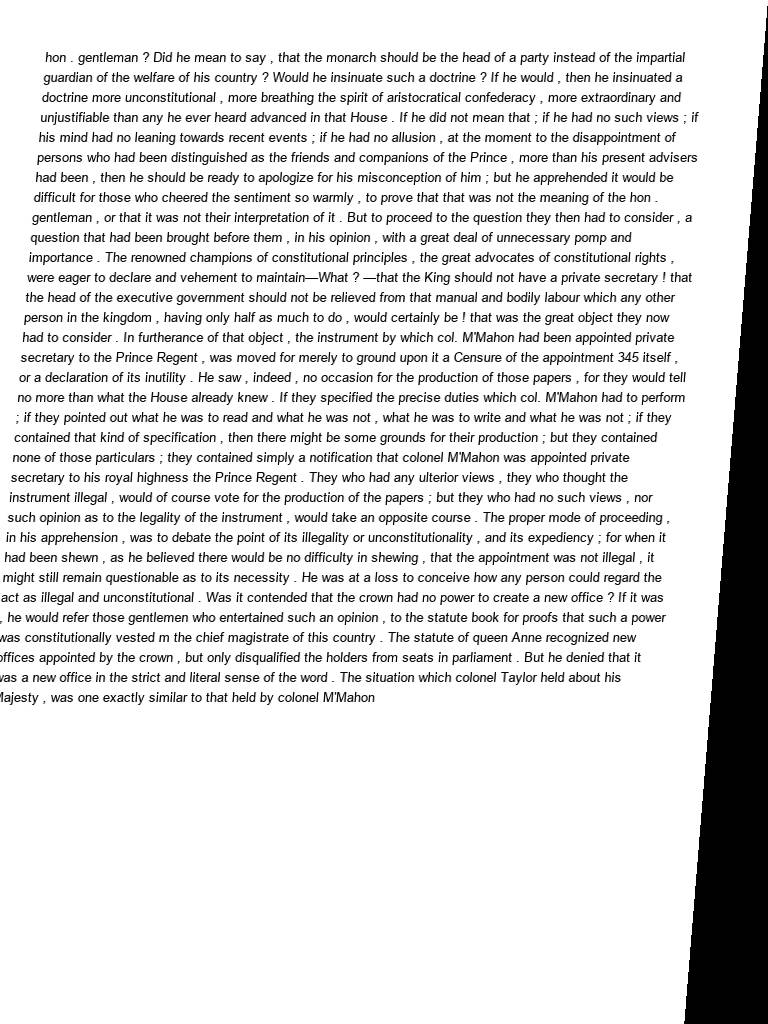 hon . gentleman ? Did he mean to say , that the monarch should be the head of a party instead of the impartial
guardian of the welfare of his country ? Would he insinuate such a doctrine ? If he would , then he insinuated a
doctrine more unconstitutional , more breathing the spirit of aristocratical confederacy , more extraordinary and
unjustifiable than any he ever heard advanced in that House . If he did not mean that ; if he had no such views ; if
his mind had no leaning towards recent events ; if he had no allusion , at the moment to the disappointment of
persons who had been distinguished as the friends and companions of the Prince , more than his present advisers
had been , then he should be ready to apologize for his misconception of him ; but he apprehended it would be
difficult for those who cheered the sentiment so warmly , to prove that that was not the meaning of the hon .
gentleman , or that it was not their interpretation of it . But to proceed to the question they then had to consider , a
question that had been brought before them , in his opinion , with a great deal of unnecessary pomp and
importance . The renowned champions of constitutional principles , the great advocates of constitutional rights ,
were eager to declare and vehement to maintain—What ? —that the King should not have a private secretary ! that
the head of the executive government should not be relieved from that manual and bodily labour which any other
person in the kingdom , having only half as much to do , would certainly be ! that was the great object they now
had to consider . In furtherance of that object , the instrument by which col. M'Mahon had been appointed private
secretary to the Prince Regent , was moved for merely to ground upon it a Censure of the appointment 345 itself ,
or a declaration of its inutility . He saw , indeed , no occasion for the production of those papers , for they would tell
no more than what the House already knew . If they specified the precise duties which col. M'Mahon had to perform
; if they pointed out what he was to read and what he was not , what he was to write and what he was not ; if they
contained that kind of specification , then there might be some grounds for their production ; but they contained
none of those particulars ; they contained simply a notification that colonel M'Mahon was appointed private
secretary to his royal highness the Prince Regent . They who had any ulterior views , they who thought the
instrument illegal , would of course vote for the production of the papers ; but they who had no such views , nor
such opinion as to the legality of the instrument , would take an opposite course . The proper mode of proceeding ,
in his apprehension , was to debate the point of its illegality or unconstitutionality , and its expediency ; for when it
had been shewn , as he believed there would be no difficulty in shewing , that the appointment was not illegal , it
might still remain questionable as to its necessity . He was at a loss to conceive how any person could regard the
act as illegal and unconstitutional . Was it contended that the crown had no power to create a new office ? If it was
, he would refer those gentlemen who entertained such an opinion , to the statute book for proofs that such a power
was constitutionally vested m the chief magistrate of this country . The statute of queen Anne recognized new
offices appointed by the crown , but only disqualified the holders from seats in parliament . But he denied that it
was a new office in the strict and literal sense of the word . The situation which colonel Taylor held about his
Majesty , was one exactly similar to that held by colonel M'Mahon